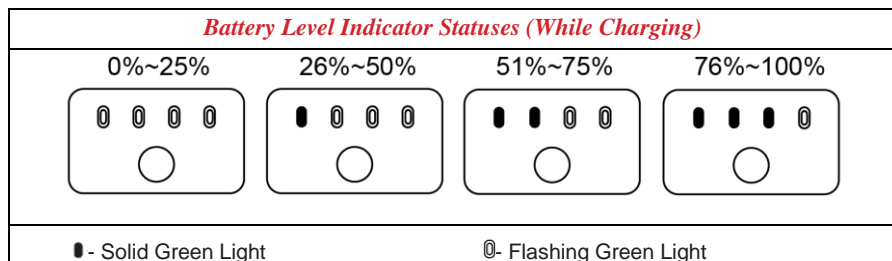 Battery Level Indicator Statuses (While Charging)
0%~25% 26%~50% 51%~75% 76%~100%
- Solid Green Light - Flashing Green Light